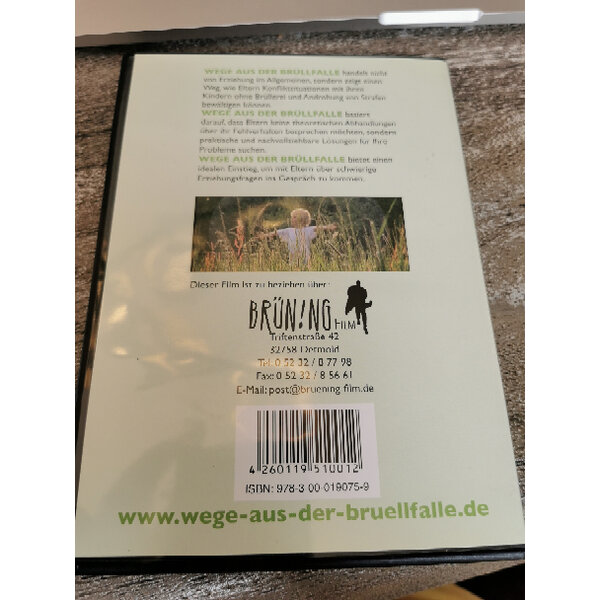 WEGE AUS DER BRÜLLFALLE handelt nicht
von Erziehung im Allgemeinen, sondern zeigt einen
Weg, wie Eltern Konfliktsituationen mit ihren
Kindern ohne Brüllerei und Androhung von Strafen
bewältigen können.
WEGE AUS DER BRÜLLFALLE basiert
darauf, dass Eltern keine theoretischen Abhandlungen
über ihr Fehlverhalten besprechen möchten, sondern
praktische und nachvollziehbare Lösungen für ihre
Probleme suchen.
WEGE AUS DER BRÜLLFALLE bietet einen
idealen Einstieg, um mit Eltern über schwierige
Erziehungsfragen ins Gespräch zu kommen.
Dieser Film ist zu beziehen über:
BRÜN!NG FILM
Triftenstraße 42
32758 Detmold
Tel: 0 52 32 / 8 77 98
Fax: 0 52 32 / 8 56 61
E-Mail: post@bruening-film.de
4 260119 510012
ISBN: 978-3-00-019075-9
www.wege-aus-der-bruellfalle.de